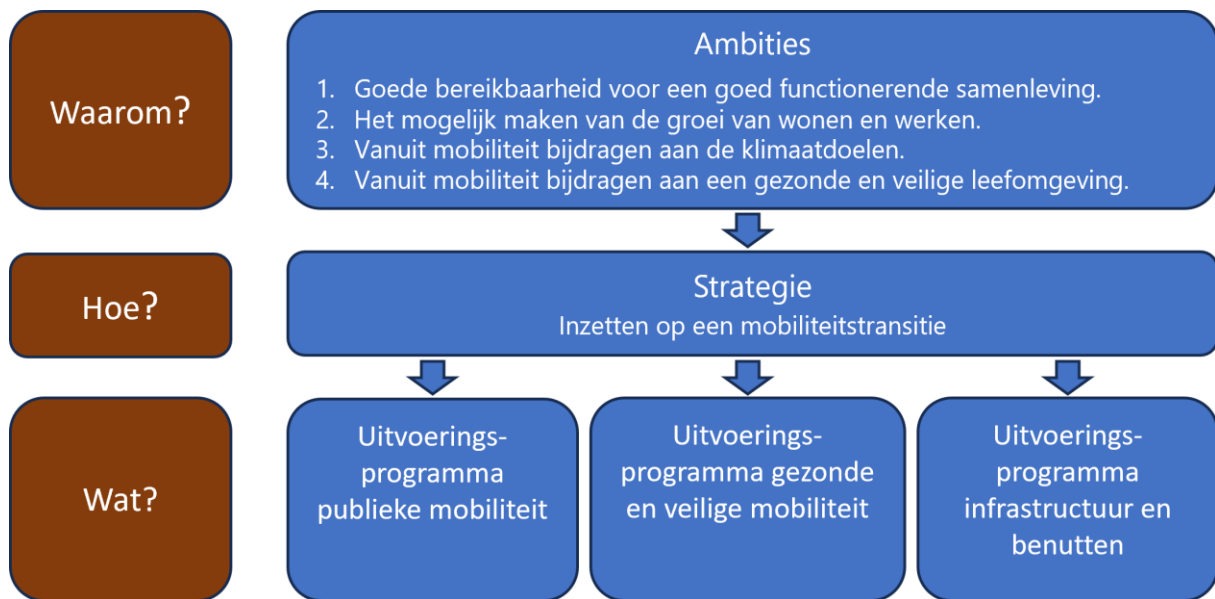 Waarom?
Ambities
1. Goede bereikbaarheid voor een goed functionerende samenleving.
2. Het mogelijk maken van de groei van wonen en werken.
3. Vanuit mobiliteit bijdragen aan de klimaatdoelen.
4. Vanuit mobiliteit bijdragen aan een gezonde en veilige leefomgeving.
Hoe?
Strategie
Inzetten op een mobiliteitstransitie
Wat?
Uitvoerings-
programma
publieke mobiliteit
Uitvoerings-
programma gezonde
en veilige mobiliteit
Uitvoerings-
programma
infrastructuur en
benutten